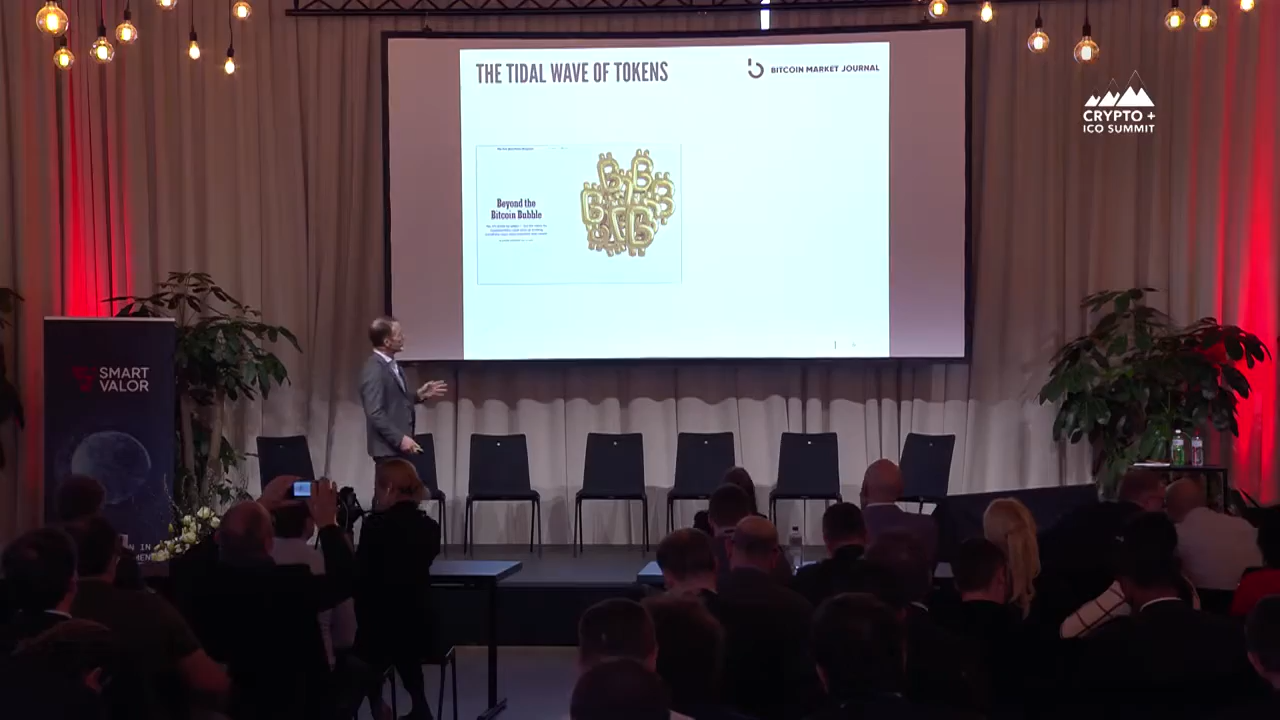 THE TIDAL WAVE OF TOKENS
BITCOIN MARKET JOURNAL
Beyond the
Bitcoin Bubble
CRYPTO +
ICO SUMMIT
SMART
VALOR